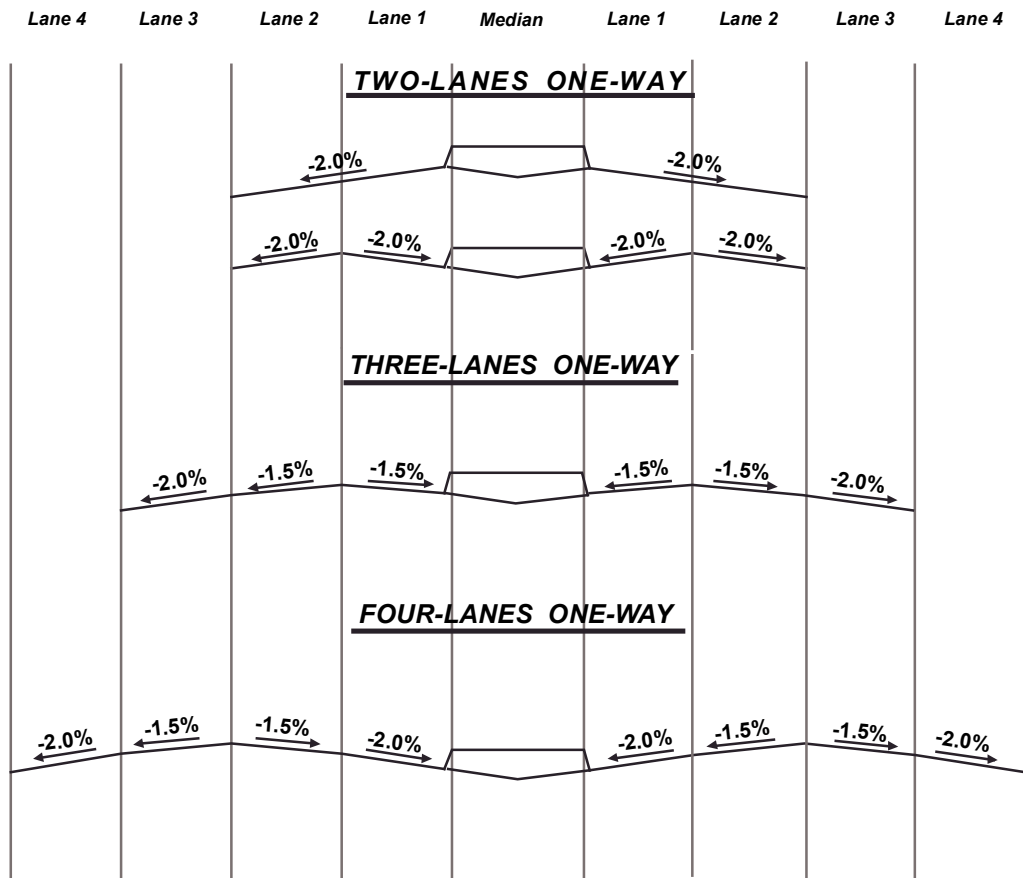 Lane 4 Lane 3 Lane 2 Lane 1 Median Lane 1 Lane 2 Lane 3 Lane 4
TWO-LANES ONE-WAY
-2.0% -2.0%
-2.0% -2.0% -2.0% -2.0%
THREE-LANES ONE-WAY
-2.0% -1.5% -1.5% -1.5% -1.5% -2.0%
FOUR-LANES ONE-WAY
-2.0% -1.5% -1.5% -2.0% -2.0% -1.5% -1.5% -2.0%